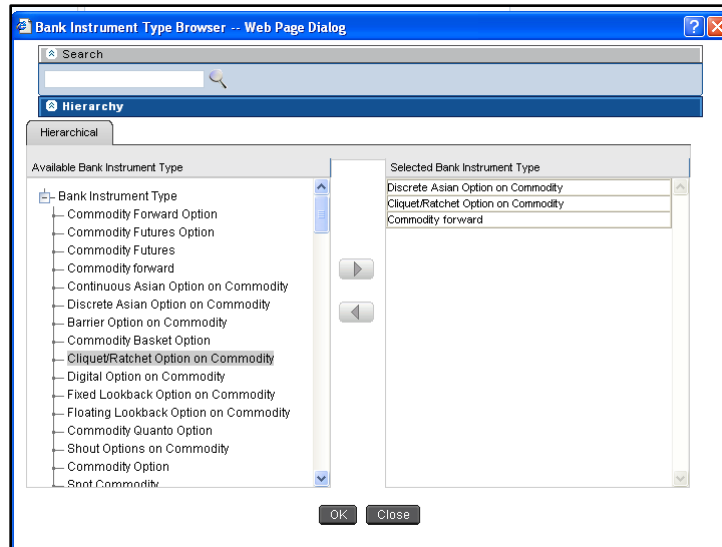 Bank Instrument Type Browser -- Web Page Dialog
Search
Hierarchy
Hierarchical
Available Bank Instrument Type
Bank Instrument Type
Commodity Forward Option
Commodity Futures Option
Commodity Futures
Commodity forward
Continuous Asian Option on Commodity
Discrete Asian Option on Commodity
Barrier Option on Commodity
Commodity Basket Option
Cliquet/Ratchet Option on Commodity
Digital Option on Commodity
Fixed Lookback Option on Commodity
Floating Lookback Option on Commodity
Commodity Quanto Option
Shout Options on Commodity
Commodity Option
Spot Commodity
Selected Bank Instrument Type
Discrete Asian Option on Commodity
Cliquet/Ratchet Option on Commodity
Commodity forward
OK Close